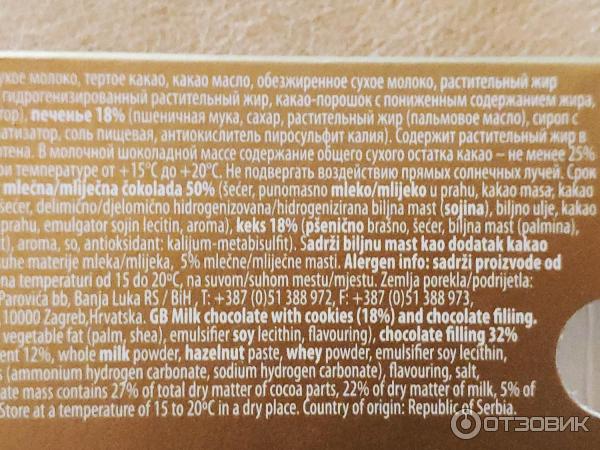 ухое молоко, тертое какао, какао масло, обезжиренное сухое молоко, растительный жир
гидрогенизированный растительный жир, какао-порошок с пониженным содержанием жира,
тор), печенье 18% (пшеничная мука, сахар, растительный жир (пальмовое масло), сироп с
атизатор, соль пищевая, антиокислитель пиросульфит калия). Содержит растительный жир в
тена. В молочной шоколадной массе содержание общего сухого остатка какао – не менее 25%
ри температуре от +15°C до +20°C. Не подвергать воздействию прямых солнечных лучей. Срок
mlečna/mliječna čokolada 50% (šećer, punomasno mleko/mlijeko u prahu, kakao masa, kakao
šećer, delimično/djelomično hidrogenizovana/hidrogenizirana biljna mast (sojina), biljno ulje, kakao
prahu, emulgator sojin lecitin, aroma), keks 18% (pšenično brašno, šećer, biljna mast (palmina),
t), aroma, so, antioksidant: kalijum-metabisulfit). Sadrži biljnu mast kao dodatak kakao
uhe materije mleka/mlijeka, 5% mlečne/mliječne masti. Alergen info: sadrži proizvode od
na temperaturi od 15 do 20ºC, na suvom/suhom mestu/mjestu. Zemlja porekla/podrijetla:
Parovića bb, Banja Luka RS / BiH , T: +387 (0)51 388 972, F: +387 (0)51 388 973,
10000 Zagreb,Hrvatska. GB Milk chocolate with cookies (18%) and chocolate filiing.
vegetable fat (palm, shea), emulsifier soy lecithin, flavouring), chocolate filling 32%
ent 12%, whole milk powder, hazelnut paste, whey powder, emulsifier soy lecithin,
s (ammonium hydrogen carbonate, sodium hydrogen carbonate), flavouring, salt,
ate mass contains 27% of total dry matter of cocoa parts, 22% of dry matter of milk, 5% of
Store at a temperature of 15 to 20ºC in a dry place. Country of origin: Republic of Serbia.
ОТЗОВИК